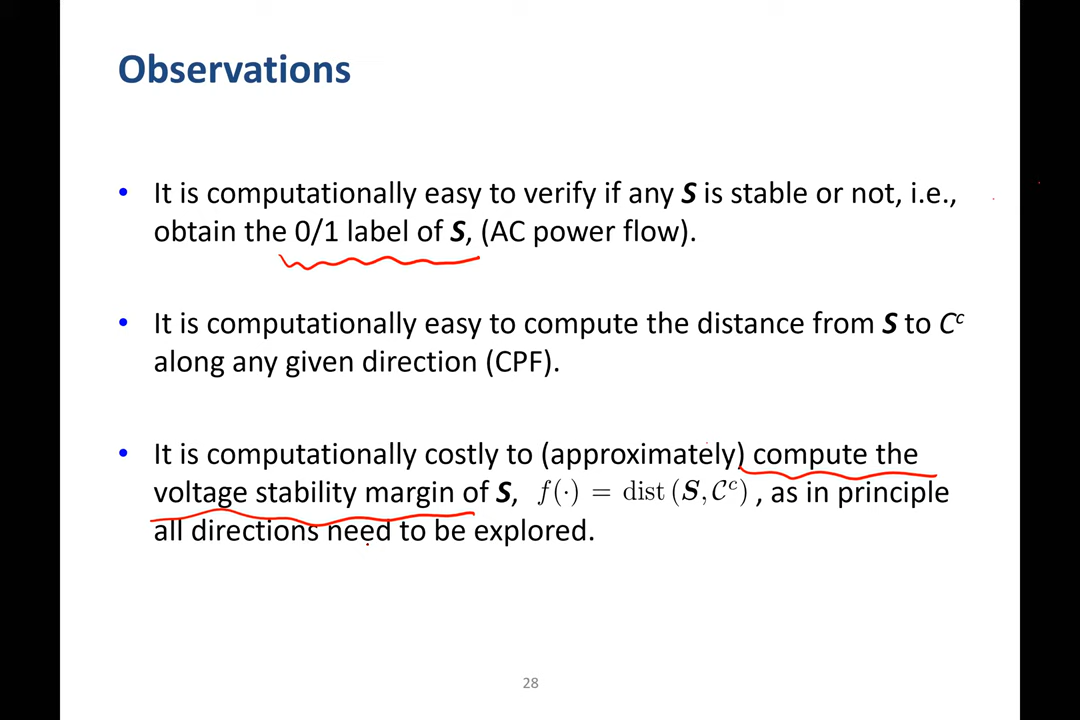 Observations
• It is computationally easy to verify if any S is stable or not, i.e.,
obtain the 0/1 label of S, (AC power flow).
• It is computationally easy to compute the distance from S to Cᶜ
along any given direction (CPF).
• It is computationally costly to (approximately) compute the
voltage stability margin of S, f(·) = dist (S, 𝒞ᶜ) , as in principle
all directions need to be explored.
28